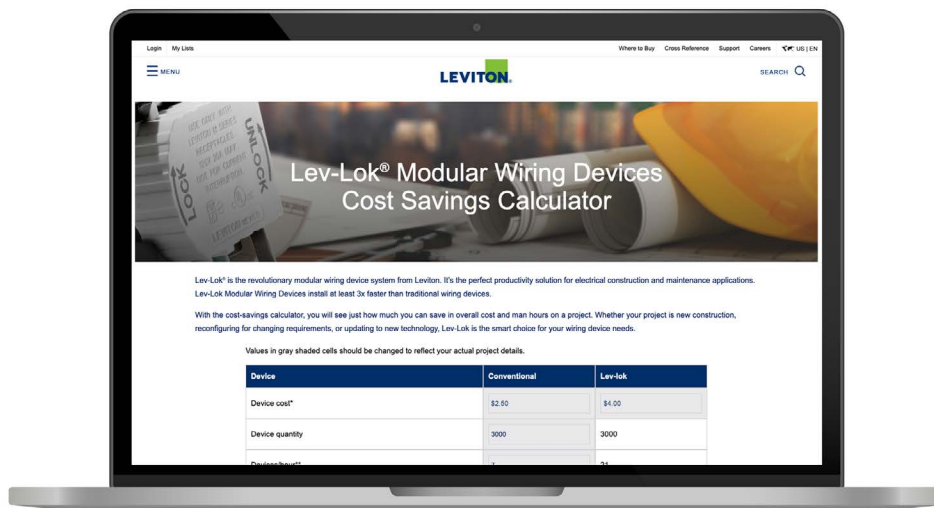 Login My Lists Where to Buy Cross Reference Support Careers US | EN
MENU LEVITON. SEARCH
LOCK UNLOCK
Lev-Lok® Modular Wiring Devices
Cost Savings Calculator
Lev-Lok® is the revolutionary modular wiring device system from Leviton. It's the perfect productivity solution for electrical construction and maintenance applications.
Lev-Lok Modular Wiring Devices install at least 3x faster than traditional wiring devices.
With the cost-savings calculator, you will see just how much you can save in overall cost and man hours on a project. Whether your project is new construction,
reconfiguring for changing requirements, or updating to new technology, Lev-Lok is the smart choice for your wiring device needs.
Values in gray shaded cells should be changed to reflect your actual project details.
Device Conventional Lev-lok
Device cost* $2.60 $4.00
Device quantity 3000 3000